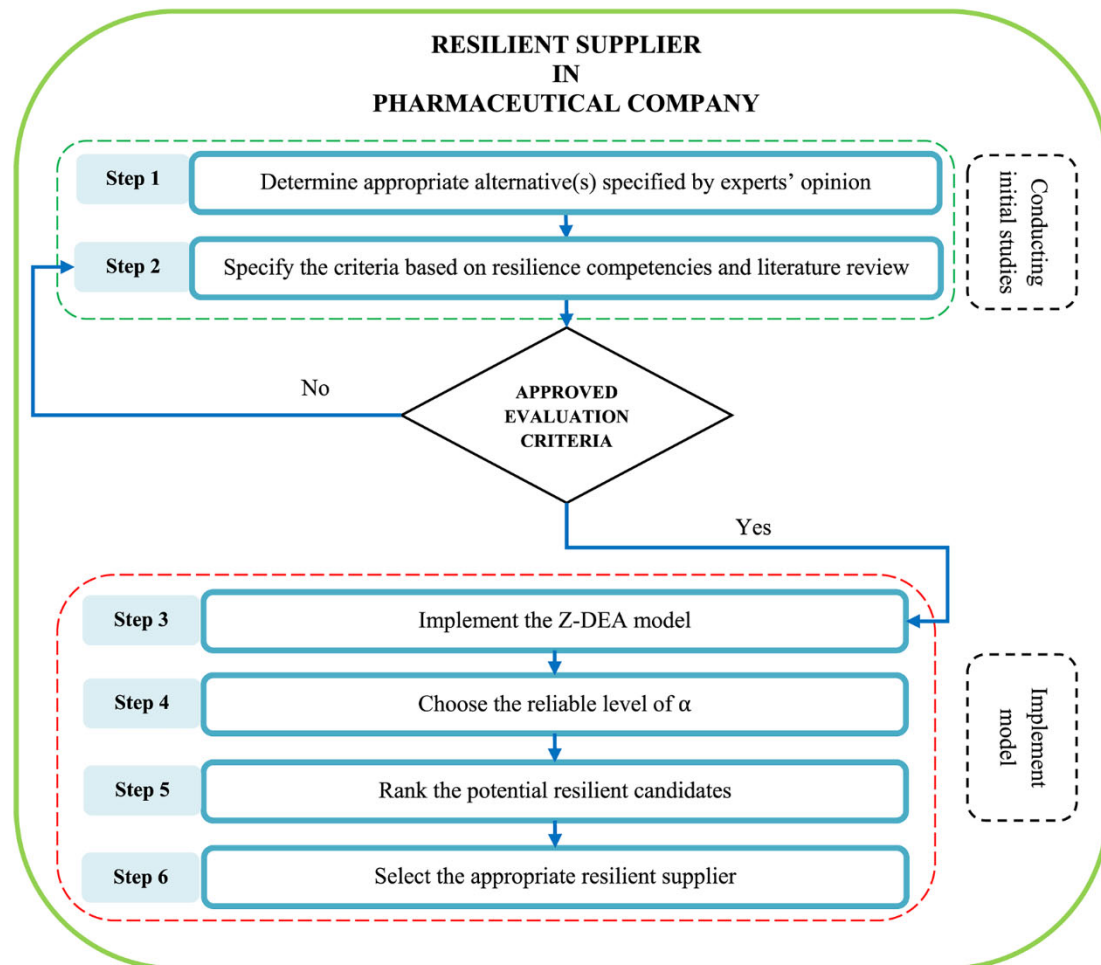 RESILIENT SUPPLIER
IN
PHARMACEUTICAL COMPANY
Step 1
Determine appropriate alternative(s) specified by experts’ opinion
Step 2
Specify the criteria based on resilience competencies and literature review
Conducting
initial studies
No
APPROVED
EVALUATION
CRITERIA
Yes
Step 3
Implement the Z-DEA model
Step 4
Choose the reliable level of α
Step 5
Rank the potential resilient candidates
Step 6
Select the appropriate resilient supplier
Implement
model